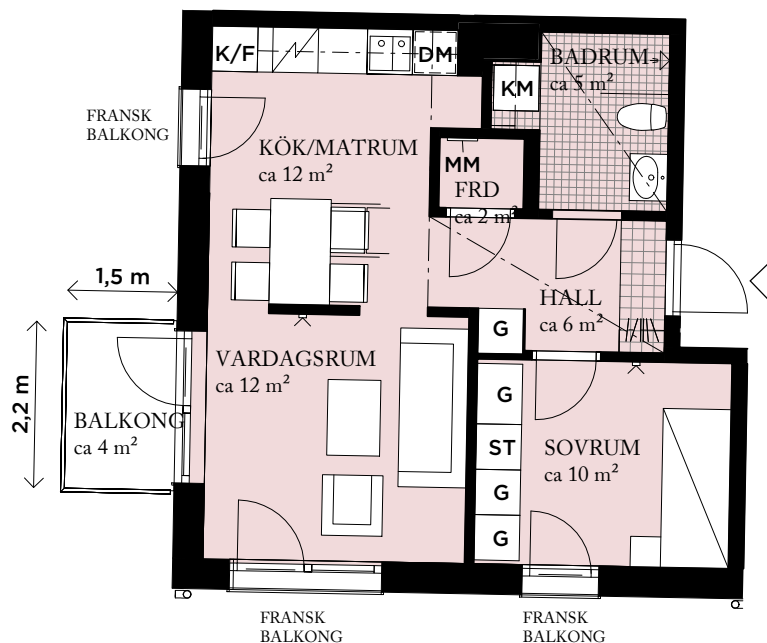 K/F
DM
BADRUM
ca 5 m²
KM
FRANSK
BALKONG
KÖK/MATRUM
ca 12 m²
MM
FRD
ca 2 m²
1,5 m
HALL
ca 6 m²
G
VARDAGSRUM
ca 12 m²
2,2 m
BALKONG
ca 4 m²
G
ST
G
G
SOVRUM
ca 10 m²
FRANSK
BALKONG
FRANSK
BALKONG